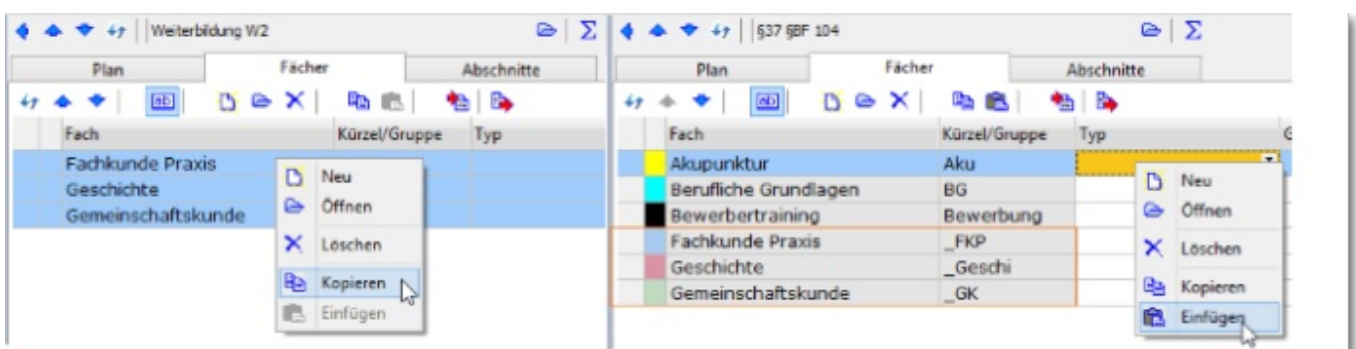 Weiterbildung W2
Plan Fächer Abschnitte
Fach Kürzel/Gruppe Typ
Fachkunde Praxis
Geschichte
Gemeinschaftskunde
Neu
Öffnen
Löschen
Kopieren
Einfügen
§37 §BF 104
Plan Fächer Abschnitte
Fach Kürzel/Gruppe Typ G
Akupunktur Aku
Berufliche Grundlagen BG
Bewerbertraining Bewerbung
Fachkunde Praxis _FKP
Geschichte _Geschi
Gemeinschaftskunde _GK
Neu
Öffnen
Löschen
Kopieren
Einfügen